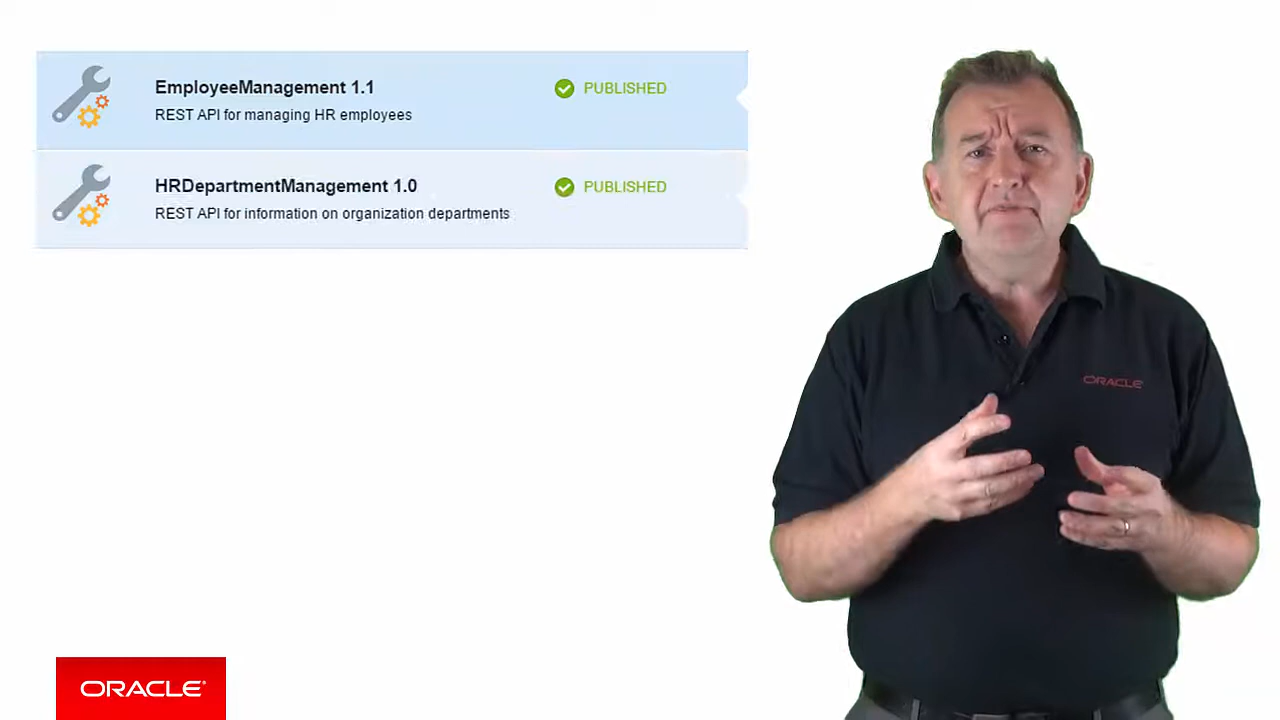 EmployeeManagement 1.1
PUBLISHED
REST API for managing HR employees
HRDepartmentManagement 1.0
PUBLISHED
REST API for information on organization departments
ORACLE
ORACLE